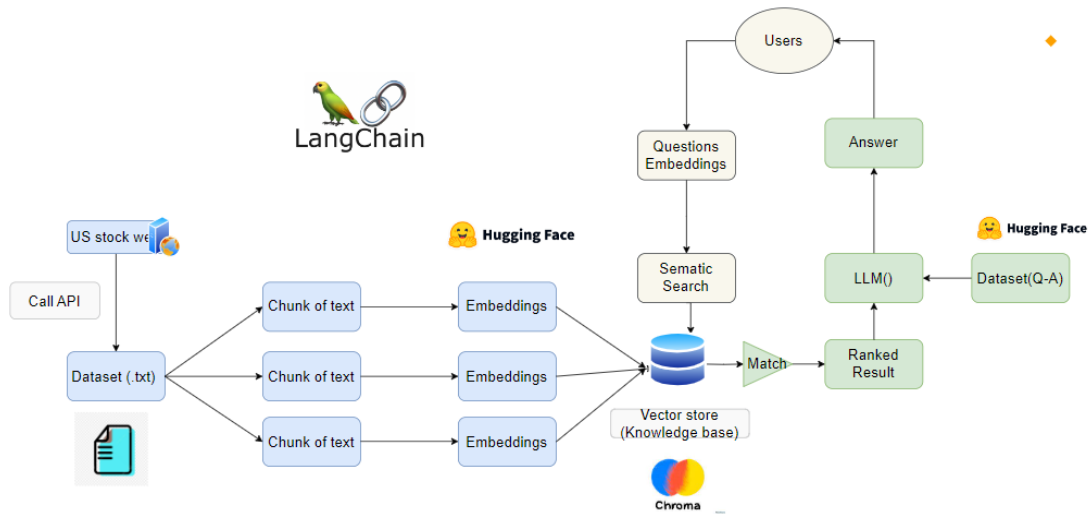 Users
LangChain
Questions
Embeddings
Answer
US stock we
Hugging Face
Hugging Face
Call API
Sematic
Search
LLM()
Dataset(Q-A)
Chunk of text
Embeddings
Dataset (.txt)
Chunk of text
Embeddings
Match
Ranked
Result
Chunk of text
Embeddings
Vector store
(Knowledge base)
Chroma